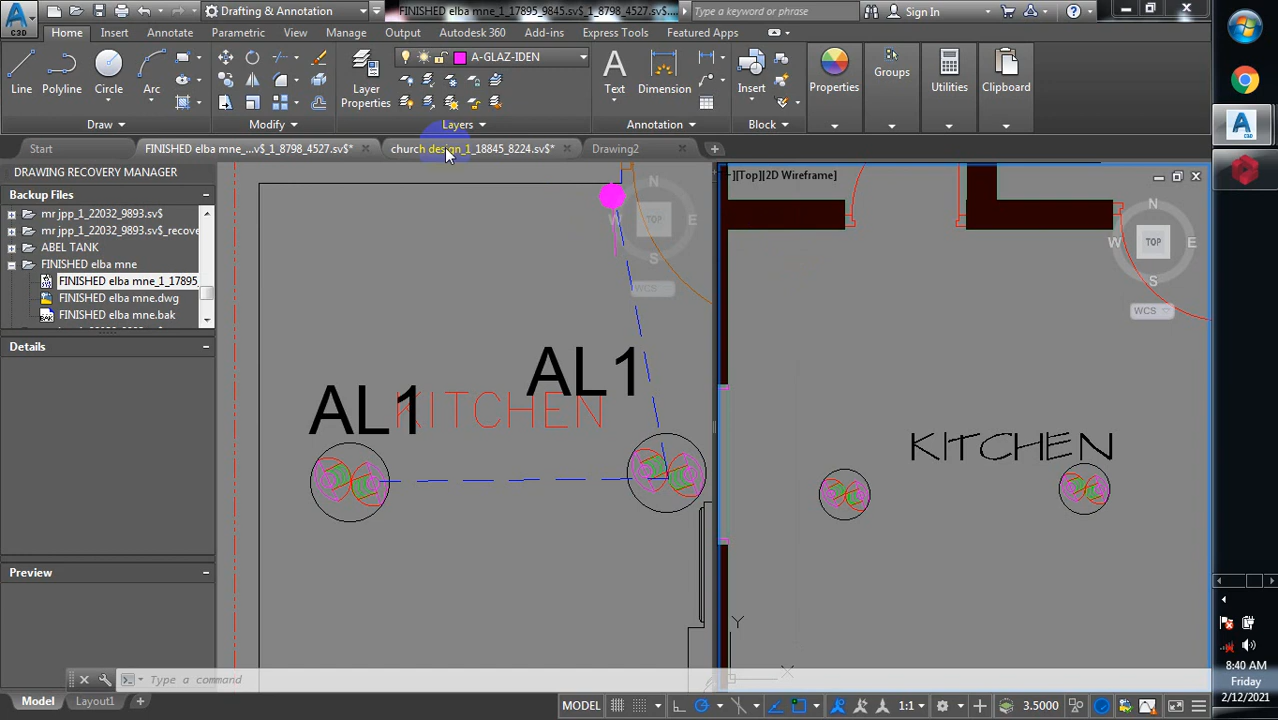 Drafting & Annotation
FINISHED elba mne_1_17895_9845.sv$_1_8798_4527.sv$...
Type a keyword or phrase
Sign In
C3D
Home Insert Annotate Parametric View Manage Output Autodesk 360 Add-ins Express Tools Featured Apps
A-GLAZ-IDEN
Line Polyline Circle Arc
Layer Properties
Text Dimension
Insert
Properties
Groups
Utilities
Clipboard
Draw Modify Layers Annotation Block
Start
FINISHED elba mne_...v$_1_8798_4527.sv$*
church design_1_18845_8224.sv$*
Drawing2
DRAWING RECOVERY MANAGER
Backup Files
mr jpp_1_22032_9893.sv$
mr jpp_1_22032_9893.sv$_recove
ABEL TANK
FINISHED elba mne
FINISHED elba mne_1_17895_
FINISHED elba mne.dwg
FINISHED elba mne.bak
Details
Preview
N
W E
TOP
S
WCS
AL1
AL1
KITCHEN
[Top][2D Wireframe]
N
W E
TOP
S
WCS
KITCHEN
Y
X
Type a command
Model
Layout1
MODEL
1:1
3.5000
8:40 AM
Friday
2/12/2021